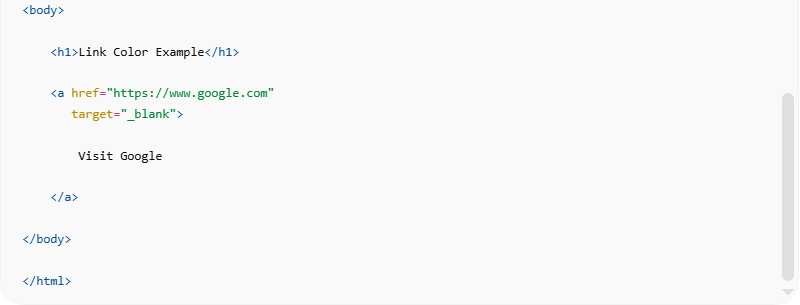 <body>
<h1>Link Color Example</h1>
<a href="https://www.google.com"
target="_blank">
Visit Google
</a>
</body>
</html>